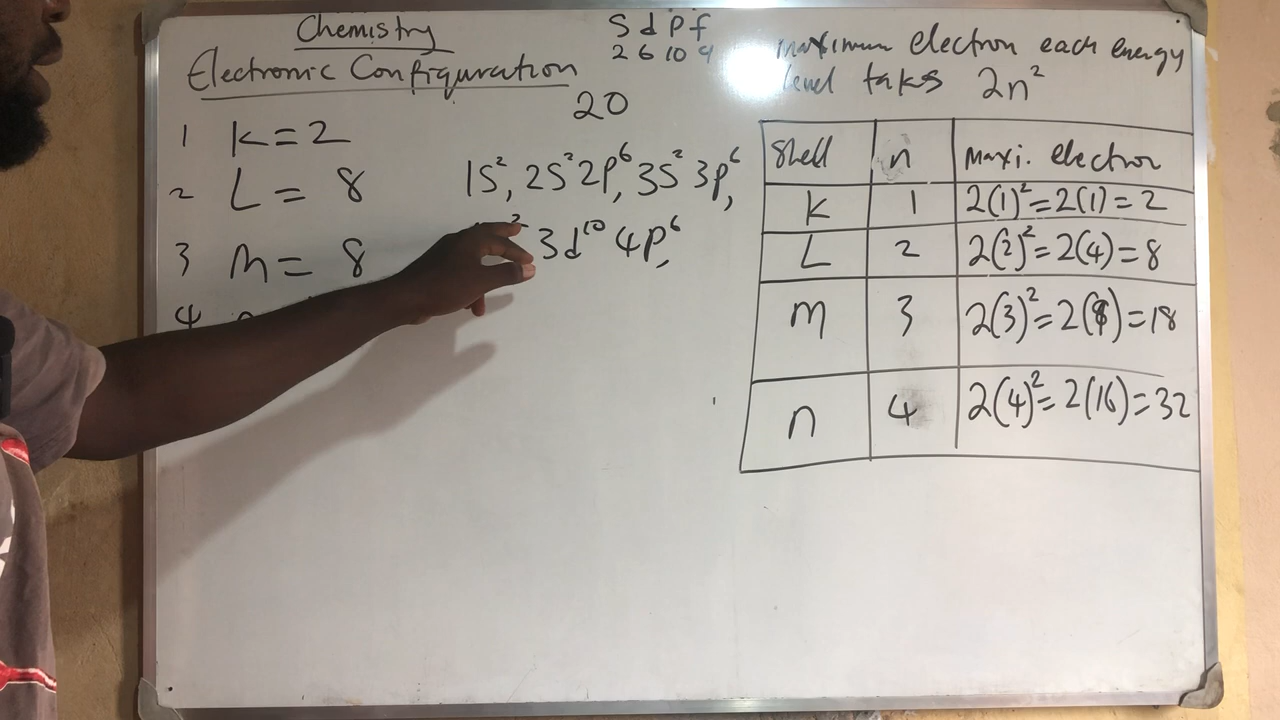 Chemistry
Electronic Configuration
S d P f
2 6 10 9
20
1 K = 2
2 L = 8
3 m = 8
4
1S², 2S² 2P⁶, 3S² 3P⁶,
² 3d¹⁰ 4P⁶,
maximum electron each energy
level takes 2n²
Shell n Maxi. electron
K 1 2(1)²=2(1)=2
L 2 2(2)²=2(4)=8
m 3 2(3)²=2(9)=18
n 4 2(4)²=2(16)=32